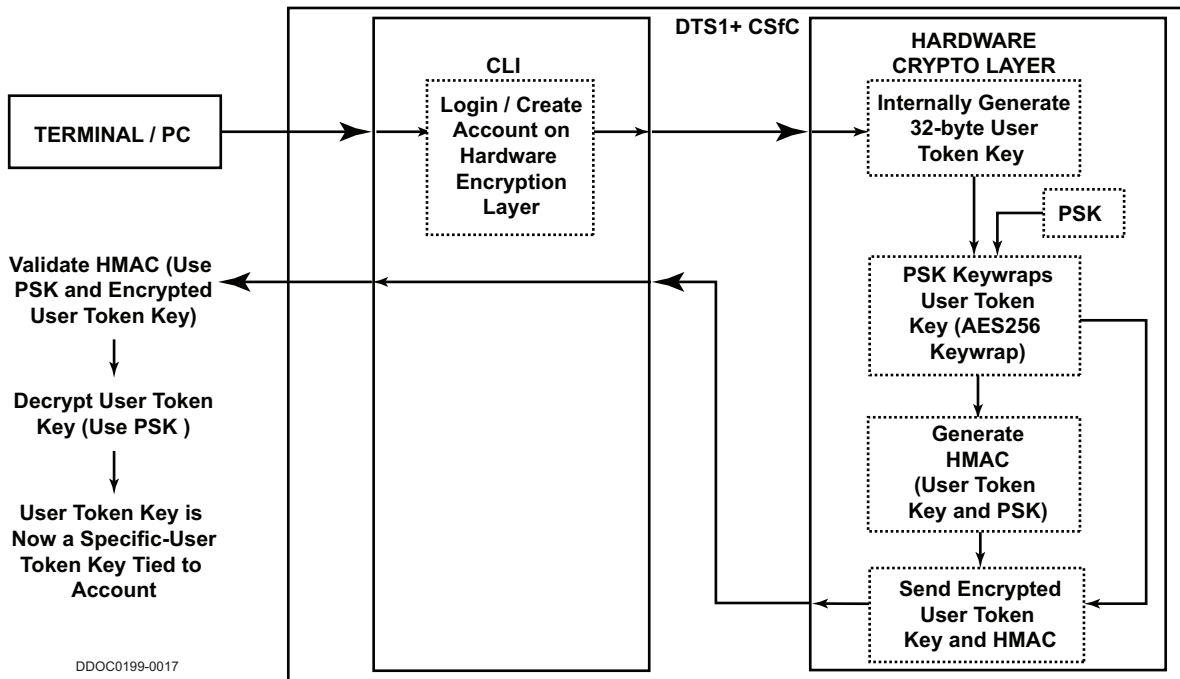 DTS1+ CSfC
TERMINAL / PC
CLI
Login / Create
Account on
Hardware
Encryption
Layer
HARDWARE
CRYPTO LAYER
Internally Generate
32-byte User
Token Key
PSK
PSK Keywraps
User Token
Key (AES256
Keywrap)
Generate
HMAC
(User Token
Key and PSK)
Send Encrypted
User Token
Key and HMAC
Validate HMAC (Use
PSK and Encrypted
User Token Key)
Decrypt User Token
Key (Use PSK )
User Token Key is
Now a Specific-User
Token Key Tied to
Account
DDOC0199-0017